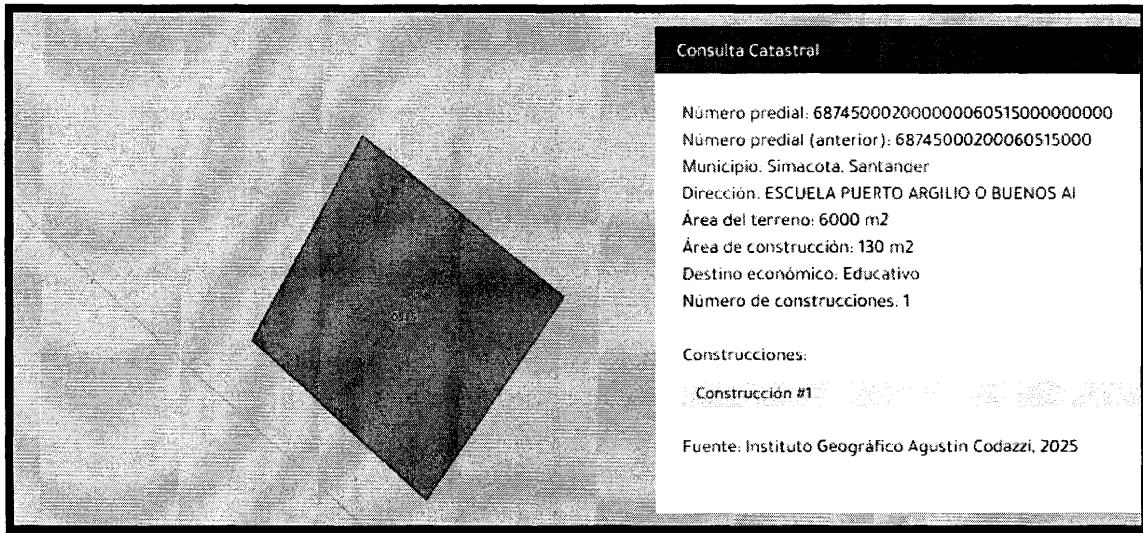 Consulta Catastral
Número predial: 687450002000000060515000000000
Número predial (anterior): 68745000200060515000
Municipio: Simacota, Santander
Dirección: ESCUELA PUERTO ARGILIO O BUENOS AI
Área del terreno: 6000 m2
Área de construcción: 130 m2
Destino económico: Educativo
Número de construcciones: 1
Construcciones:
Construcción #1
Fuente: Instituto Geográfico Agustín Codazzi, 2025